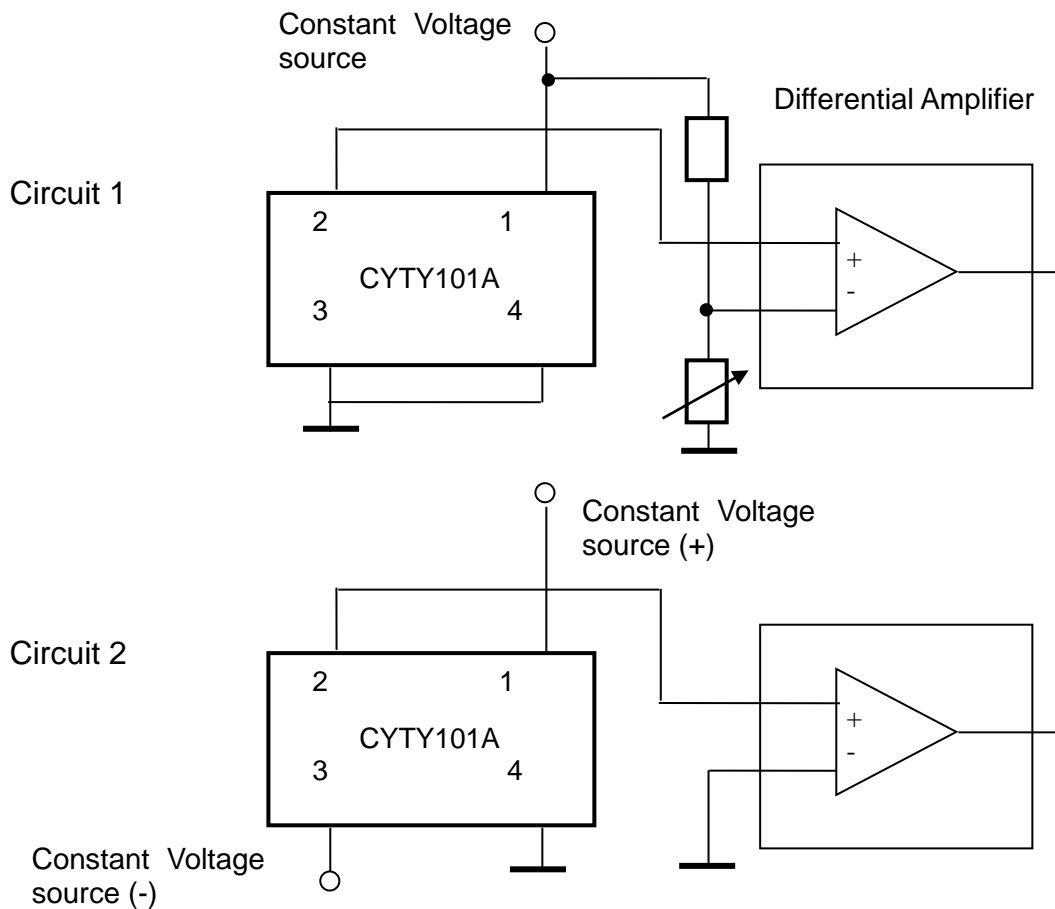 Constant Voltage
source
Differential Amplifier
Circuit 1
2 1
CYTY101A
3 4
+
-
Constant Voltage
source (+)
Circuit 2
2 1
CYTY101A
3 4
+
-
Constant Voltage
source (-)